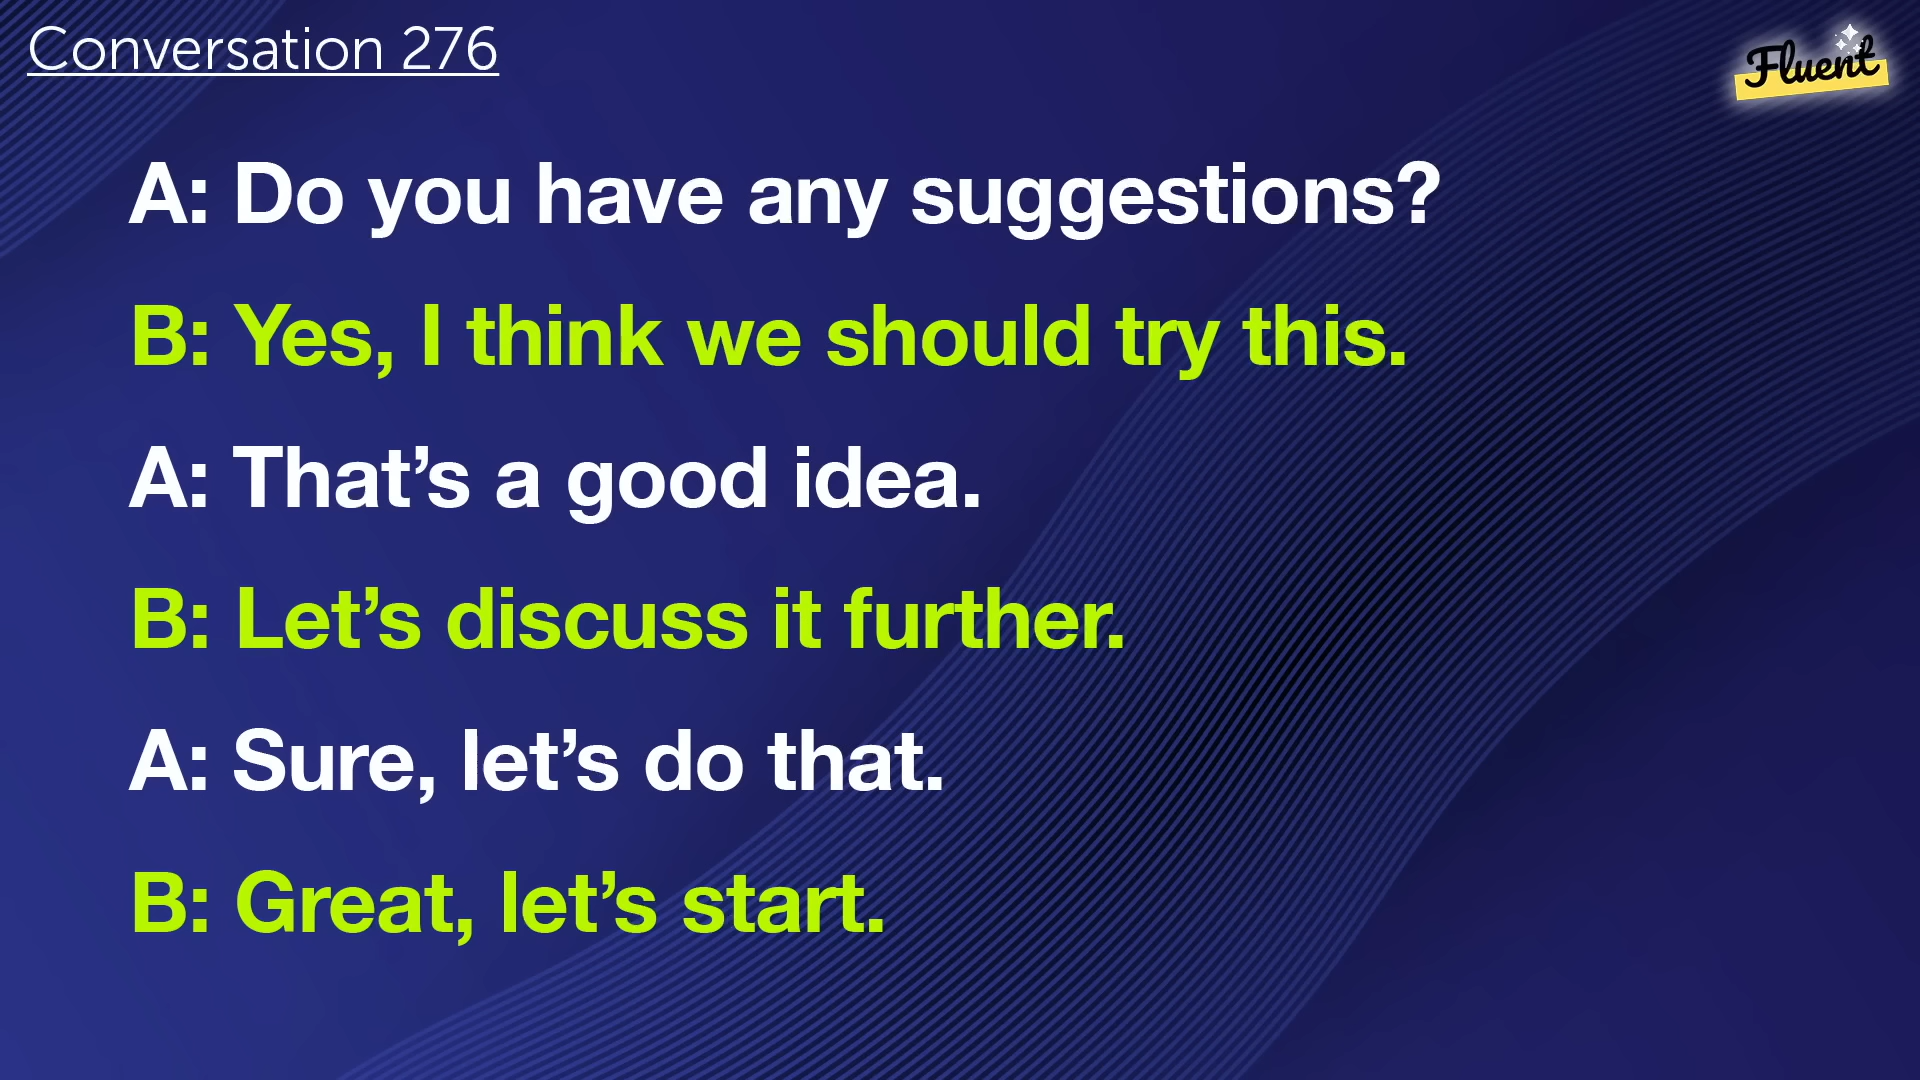 Conversation 276
Fluent
A: Do you have any suggestions?
B: Yes, I think we should try this.
A: That’s a good idea.
B: Let’s discuss it further.
A: Sure, let’s do that.
B: Great, let’s start.